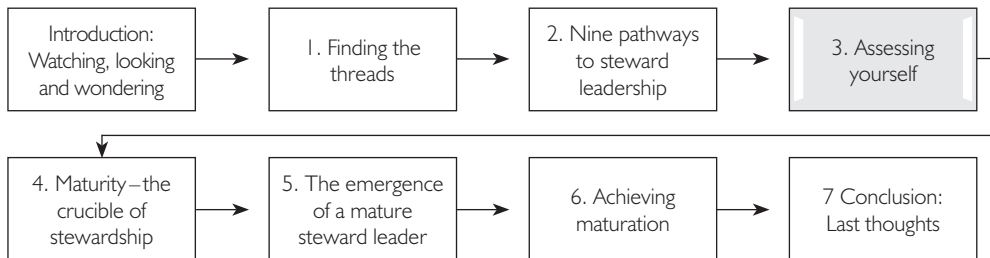 Introduction:
Watching, looking
and wondering
1. Finding the
threads
2. Nine pathways
to steward
leadership
3. Assessing
yourself
4. Maturity–the
crucible of
stewardship
5. The emergence
of a mature
steward leader
6. Achieving
maturation
7 Conclusion:
Last thoughts